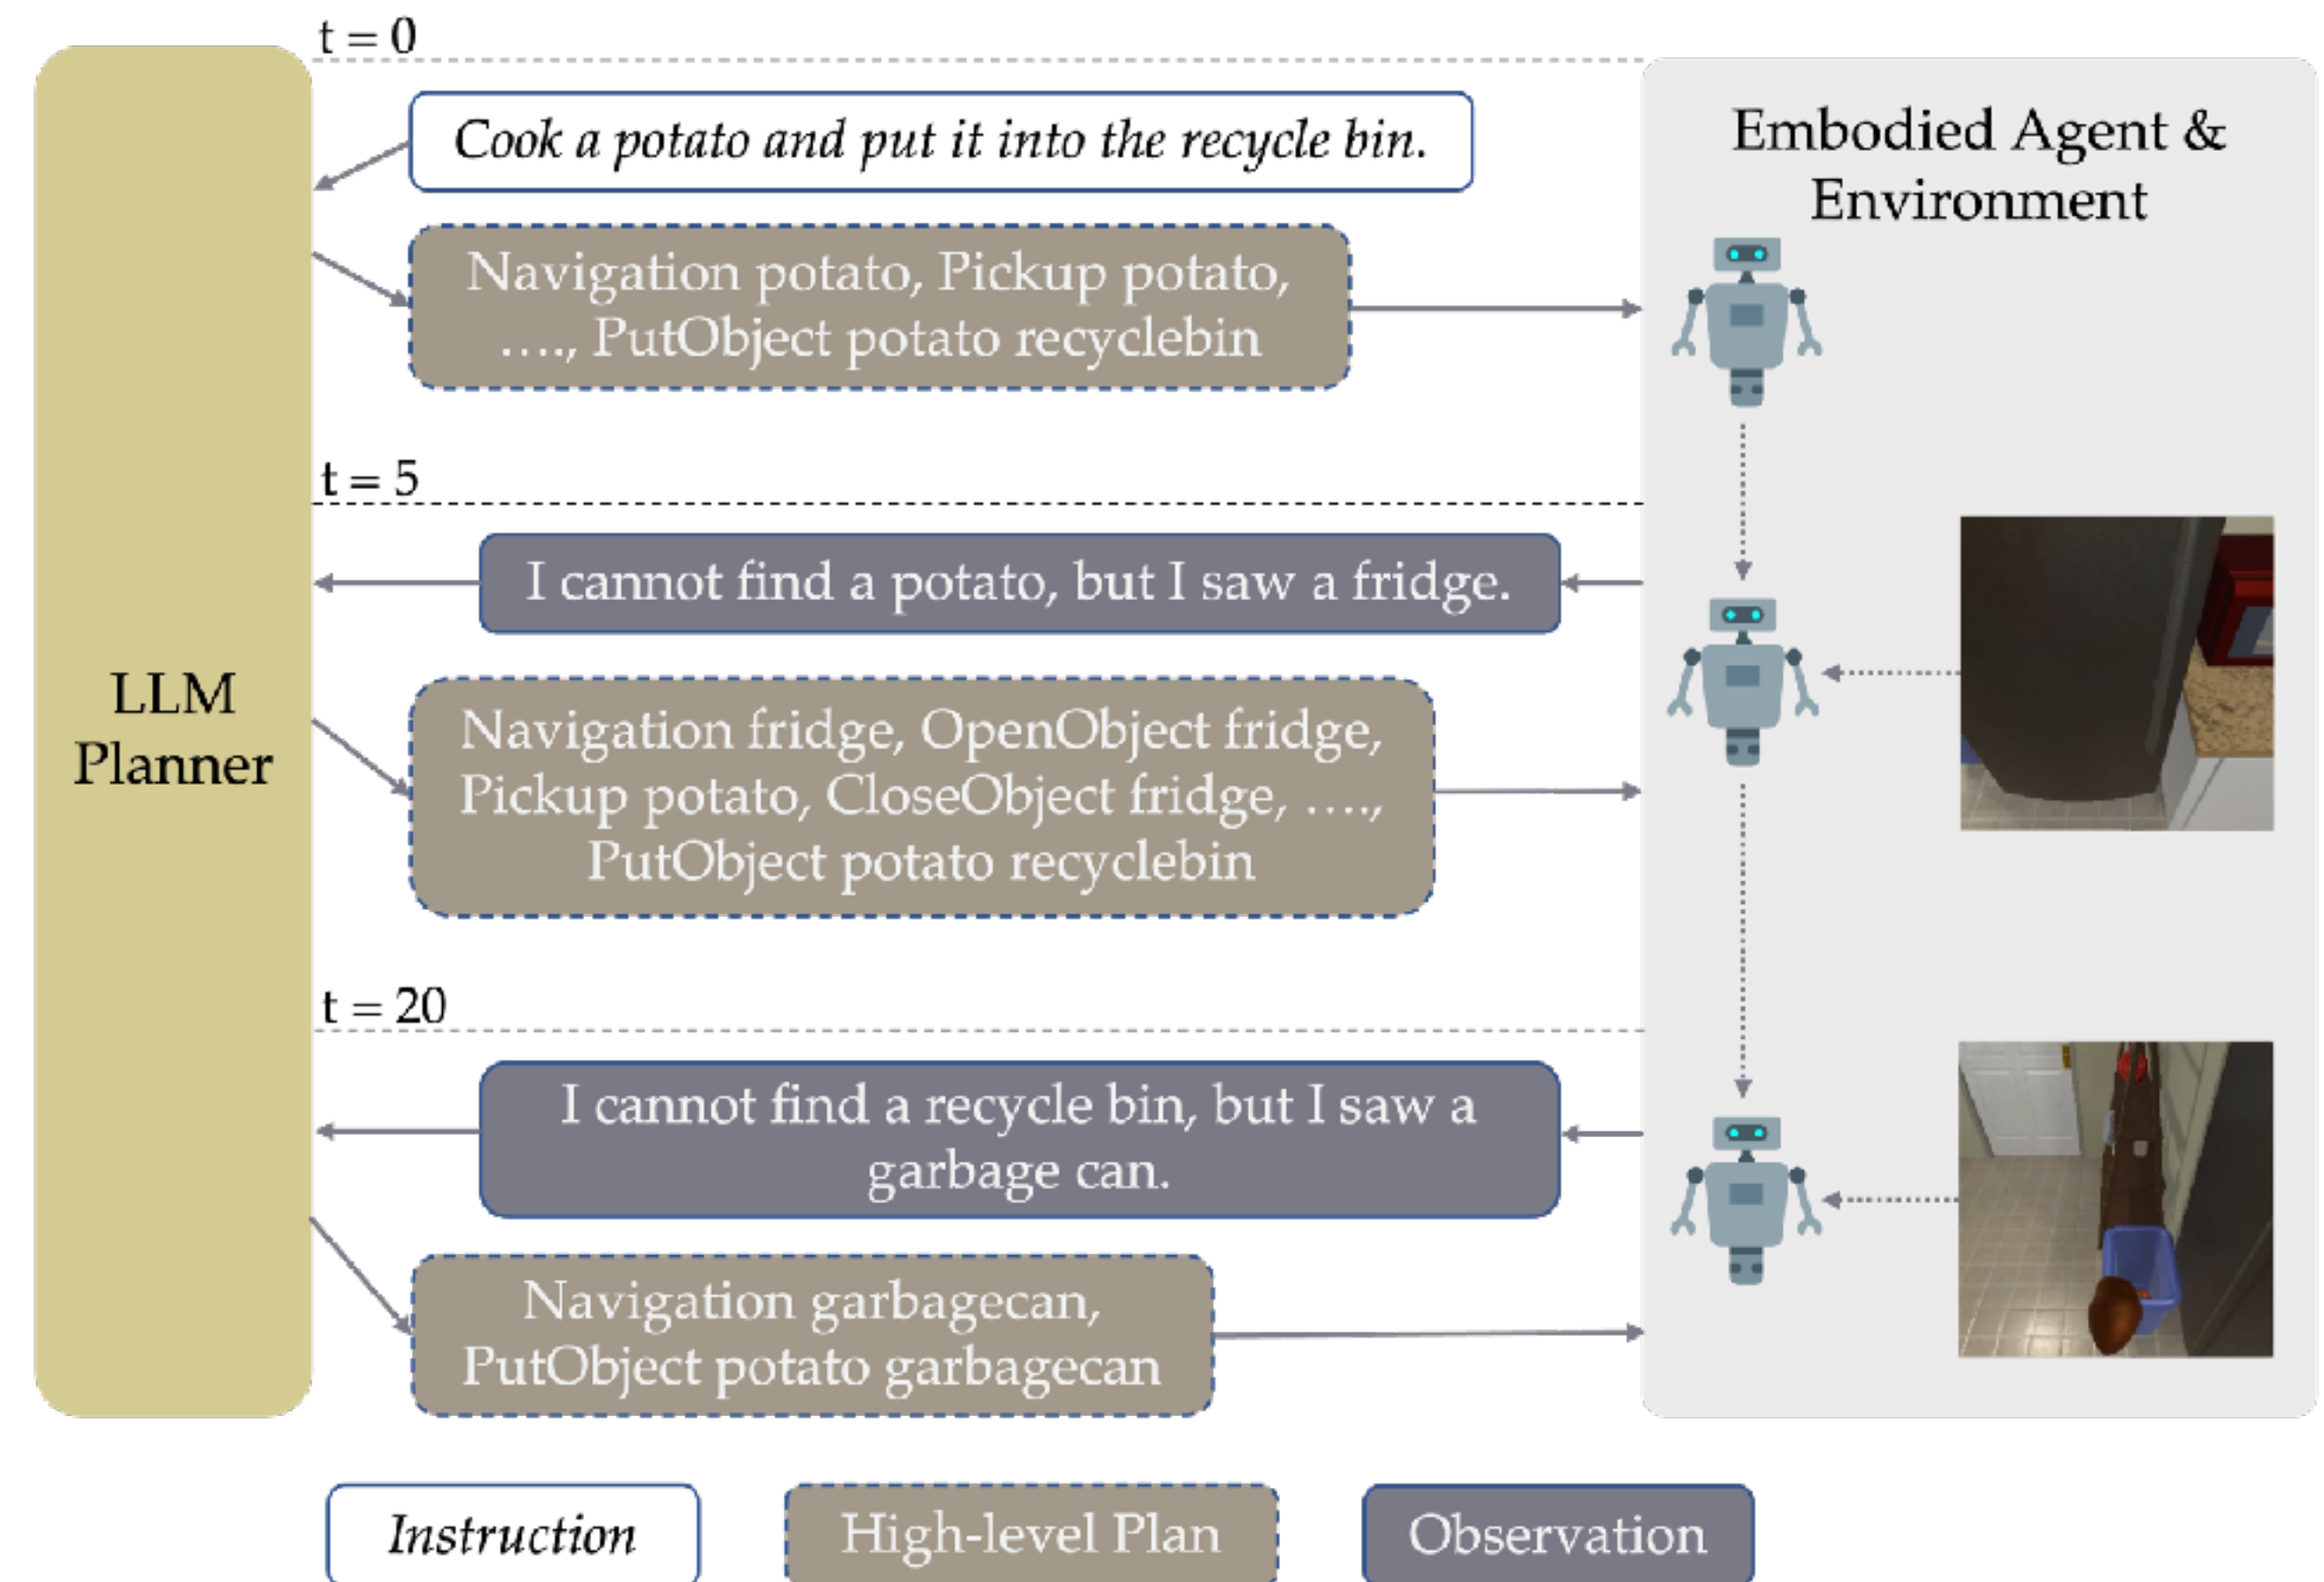 t = 0
Cook a potato and put it into the recycle bin.
Embodied Agent &
Environment
Navigation potato, Pickup potato,
...., PutObject potato recyclebin
t = 5
I cannot find a potato, but I saw a fridge.
LLM
Planner
Navigation fridge, OpenObject fridge,
Pickup potato, CloseObject fridge, ....,
PutObject potato recyclebin
t = 20
I cannot find a recycle bin, but I saw a
garbage can.
Navigation garbagecan,
PutObject potato garbagecan
Instruction
High-level Plan
Observation